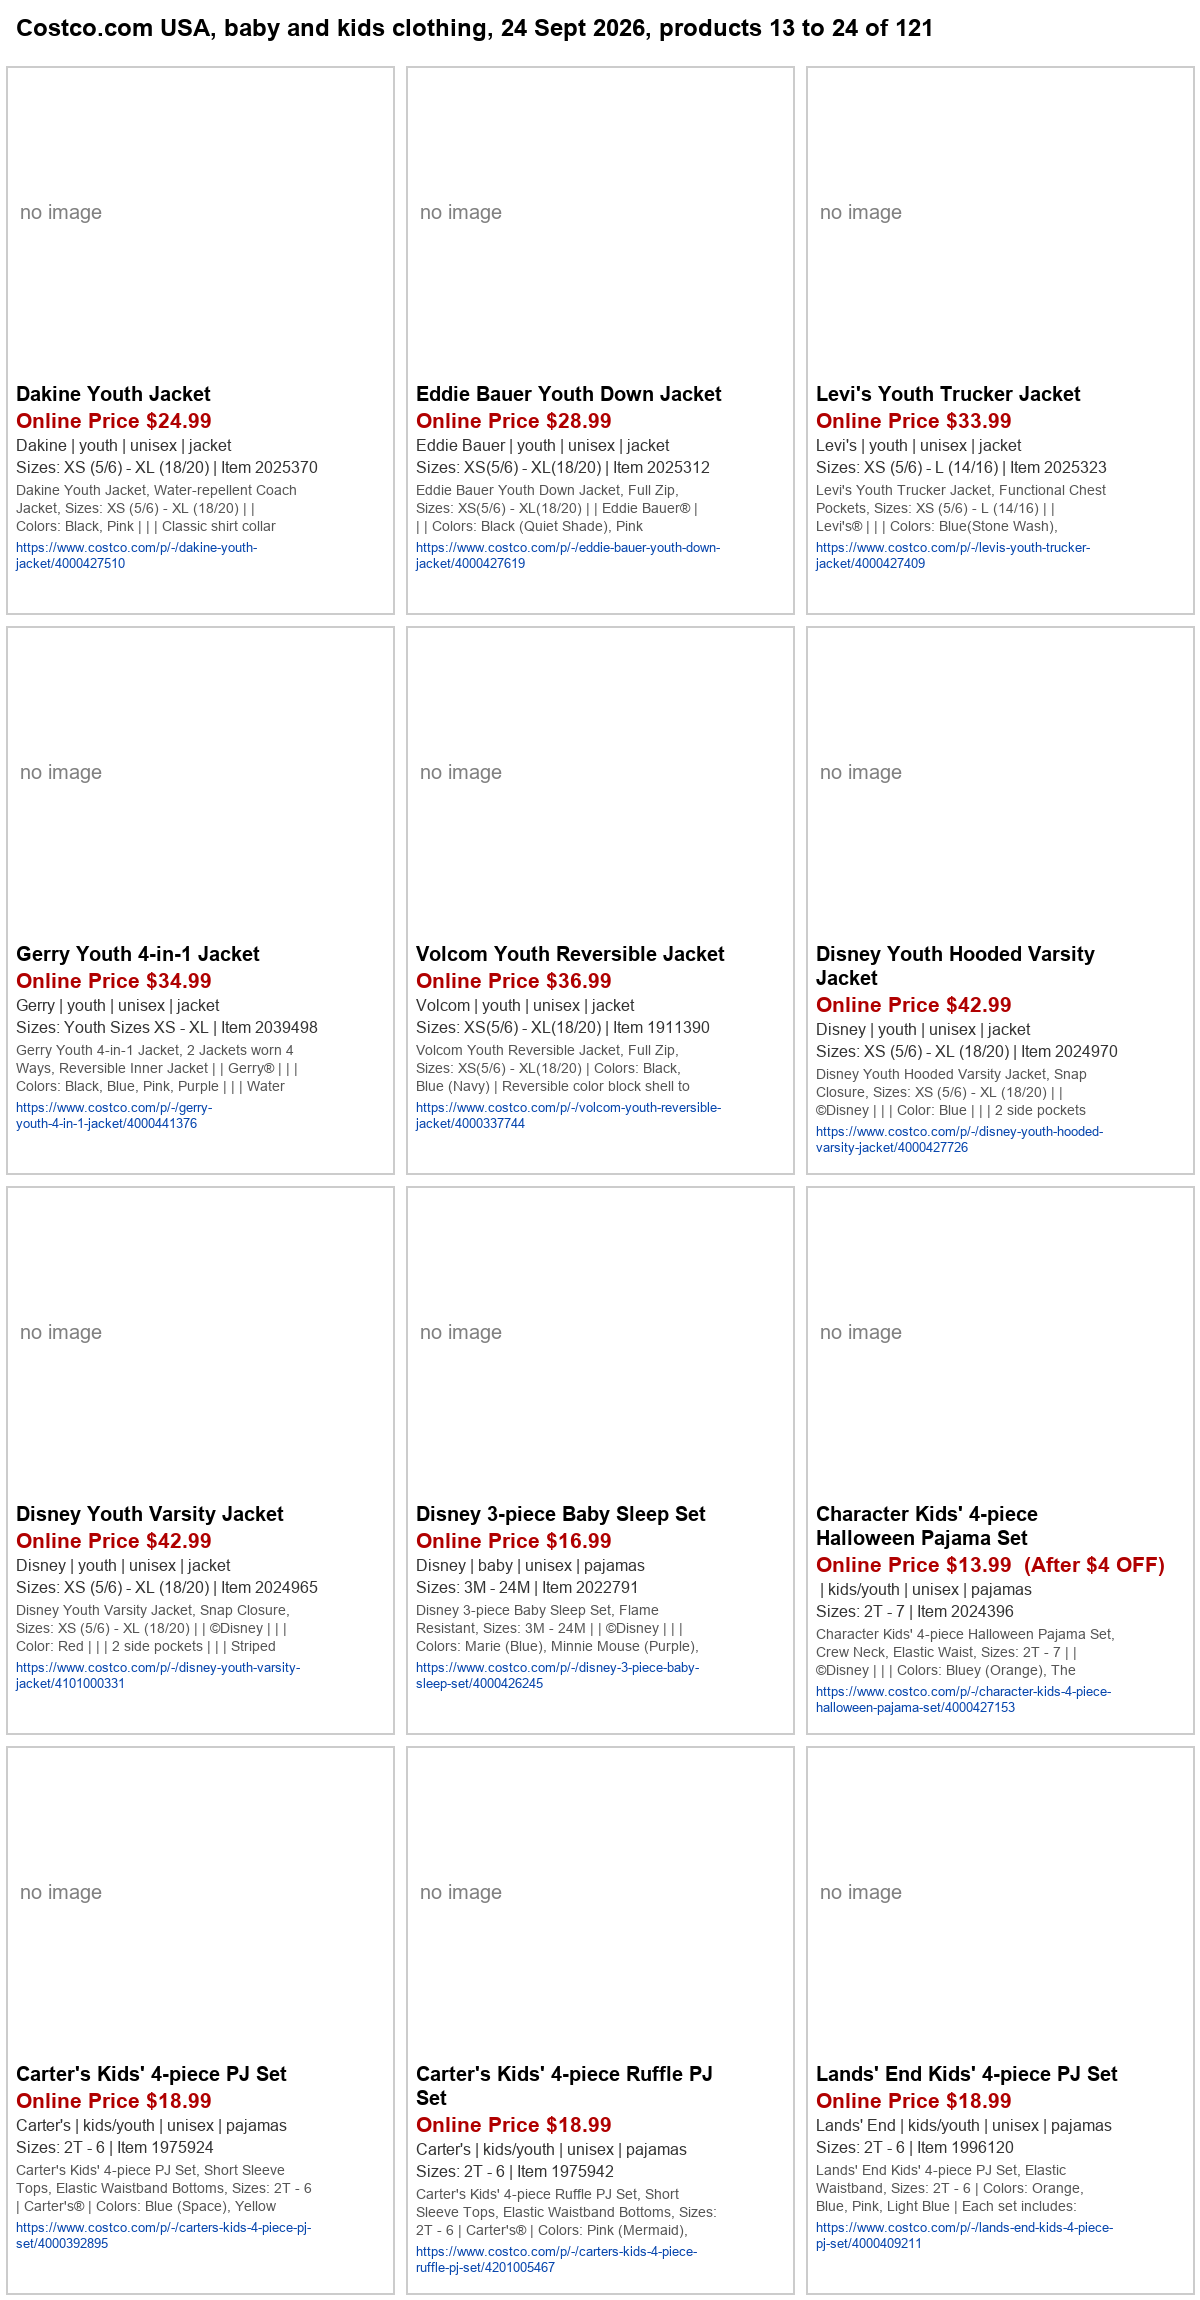 Costco.com USA, baby and kids clothing, 24 Sept 2026, products 13 to 24 of 121
no image
Dakine Youth Jacket
Online Price $24.99
Dakine | youth | unisex | jacket
Sizes: XS (5/6) - XL (18/20) | Item 2025370
Dakine Youth Jacket, Water-repellent Coach
Jacket, Sizes: XS (5/6) - XL (18/20) | |
Colors: Black, Pink | | | Classic shirt collar
https://www.costco.com/p/-/dakine-youth-
jacket/4000427510
no image
Eddie Bauer Youth Down Jacket
Online Price $28.99
Eddie Bauer | youth | unisex | jacket
Sizes: XS(5/6) - XL(18/20) | Item 2025312
Eddie Bauer Youth Down Jacket, Full Zip,
Sizes: XS(5/6) - XL(18/20) | | Eddie Bauer® |
| | Colors: Black (Quiet Shade), Pink
https://www.costco.com/p/-/eddie-bauer-youth-down-
jacket/4000427619
no image
Levi's Youth Trucker Jacket
Online Price $33.99
Levi's | youth | unisex | jacket
Sizes: XS (5/6) - L (14/16) | Item 2025323
Levi's Youth Trucker Jacket, Functional Chest
Pockets, Sizes: XS (5/6) - L (14/16) | |
Levi's® | | | Colors: Blue(Stone Wash),
https://www.costco.com/p/-/levis-youth-trucker-
jacket/4000427409
no image
Gerry Youth 4-in-1 Jacket
Online Price $34.99
Gerry | youth | unisex | jacket
Sizes: Youth Sizes XS - XL | Item 2039498
Gerry Youth 4-in-1 Jacket, 2 Jackets worn 4
Ways, Reversible Inner Jacket | | Gerry® | | |
Colors: Black, Blue, Pink, Purple | | | Water
https://www.costco.com/p/-/gerry-
youth-4-in-1-jacket/4000441376
no image
Volcom Youth Reversible Jacket
Online Price $36.99
Volcom | youth | unisex | jacket
Sizes: XS(5/6) - XL(18/20) | Item 1911390
Volcom Youth Reversible Jacket, Full Zip,
Sizes: XS(5/6) - XL(18/20) | Colors: Black,
Blue (Navy) | Reversible color block shell to
https://www.costco.com/p/-/volcom-youth-reversible-
jacket/4000337744
no image
Disney Youth Hooded Varsity
Jacket
Online Price $42.99
Disney | youth | unisex | jacket
Sizes: XS (5/6) - XL (18/20) | Item 2024970
Disney Youth Hooded Varsity Jacket, Snap
Closure, Sizes: XS (5/6) - XL (18/20) | |
©Disney | | | Color: Blue | | | 2 side pockets
https://www.costco.com/p/-/disney-youth-hooded-
varsity-jacket/4000427726
no image
Disney Youth Varsity Jacket
Online Price $42.99
Disney | youth | unisex | jacket
Sizes: XS (5/6) - XL (18/20) | Item 2024965
Disney Youth Varsity Jacket, Snap Closure,
Sizes: XS (5/6) - XL (18/20) | | ©Disney | | |
Color: Red | | | 2 side pockets | | | Striped
https://www.costco.com/p/-/disney-youth-varsity-
jacket/4101000331
no image
Disney 3-piece Baby Sleep Set
Online Price $16.99
Disney | baby | unisex | pajamas
Sizes: 3M - 24M | Item 2022791
Disney 3-piece Baby Sleep Set, Flame
Resistant, Sizes: 3M - 24M | | ©Disney | | |
Colors: Marie (Blue), Minnie Mouse (Purple),
https://www.costco.com/p/-/disney-3-piece-baby-
sleep-set/4000426245
no image
Character Kids' 4-piece
Halloween Pajama Set
Online Price $13.99  (After $4 OFF)
| kids/youth | unisex | pajamas
Sizes: 2T - 7 | Item 2024396
Character Kids' 4-piece Halloween Pajama Set,
Crew Neck, Elastic Waist, Sizes: 2T - 7 | |
©Disney | | | Colors: Bluey (Orange), The
https://www.costco.com/p/-/character-kids-4-piece-
halloween-pajama-set/4000427153
no image
Carter's Kids' 4-piece PJ Set
Online Price $18.99
Carter's | kids/youth | unisex | pajamas
Sizes: 2T - 6 | Item 1975924
Carter's Kids' 4-piece PJ Set, Short Sleeve
Tops, Elastic Waistband Bottoms, Sizes: 2T - 6
| Carter's® | Colors: Blue (Space), Yellow
https://www.costco.com/p/-/carters-kids-4-piece-pj-
set/4000392895
no image
Carter's Kids' 4-piece Ruffle PJ
Set
Online Price $18.99
Carter's | kids/youth | unisex | pajamas
Sizes: 2T - 6 | Item 1975942
Carter's Kids' 4-piece Ruffle PJ Set, Short
Sleeve Tops, Elastic Waistband Bottoms, Sizes:
2T - 6 | Carter's® | Colors: Pink (Mermaid),
https://www.costco.com/p/-/carters-kids-4-piece-
ruffle-pj-set/4201005467
no image
Lands' End Kids' 4-piece PJ Set
Online Price $18.99
Lands' End | kids/youth | unisex | pajamas
Sizes: 2T - 6 | Item 1996120
Lands' End Kids' 4-piece PJ Set, Elastic
Waistband, Sizes: 2T - 6 | Colors: Orange,
Blue, Pink, Light Blue | Each set includes:
https://www.costco.com/p/-/lands-end-kids-4-piece-
pj-set/4000409211